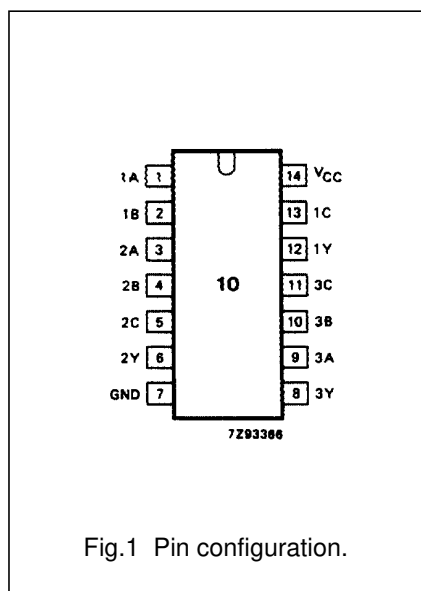 1A 1 14 VCC
1B 2 13 1C
2A 3 12 1Y
2B 4 10 11 3C
2C 5 10 3B
2Y 6 9 3A
GND 7 8 3Y
7Z93366
Fig.1 Pin configuration.